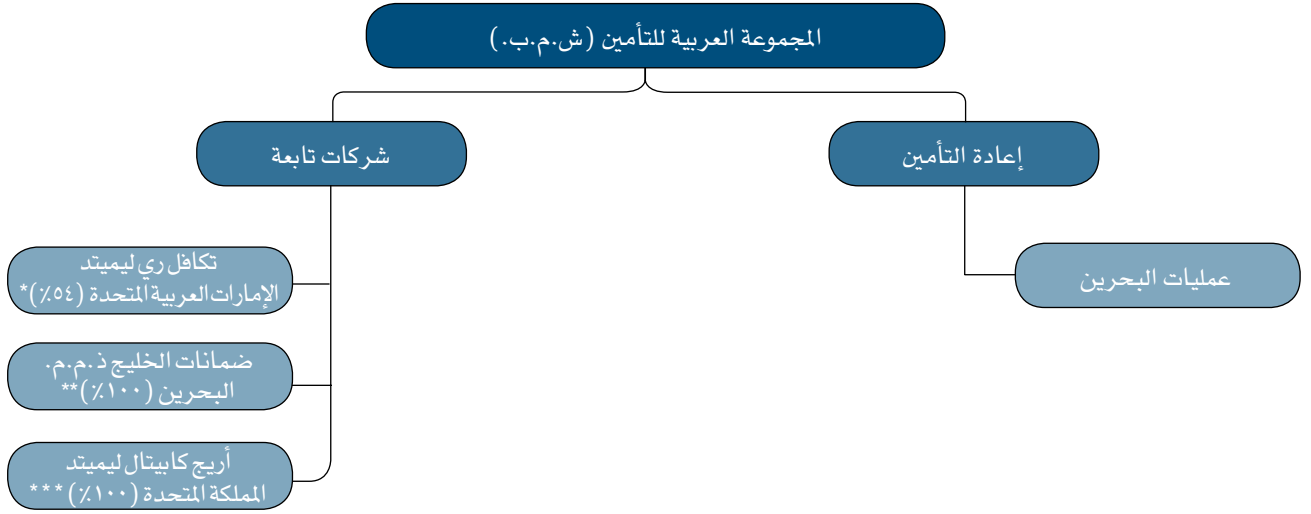 المجموعة العربية للتأمين (ش.م.ب.)
إعادة التأمين
شركات تابعة
عمليات البحرين
تكافل ري ليميتد
الإمارات العربية المتحدة (٥٤٪)*
ضمانات الخليج ذ.م.م.
البحرين (١٠٠٪)**
أريج كابيتال ليميتد
المملكة المتحدة (١٠٠٪)***